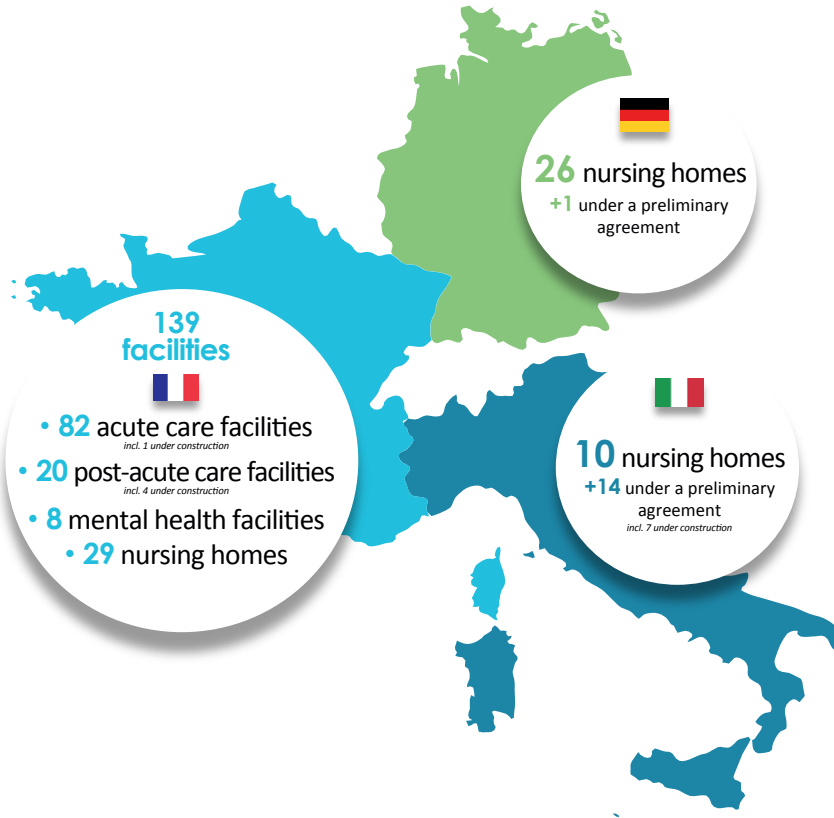 26 nursing homes
+1 under a preliminary
agreement
139
facilities
• 82 acute care facilities
incl. 1 under construction
• 20 post-acute care facilities
incl. 4 under construction
• 8 mental health facilities
• 29 nursing homes
10 nursing homes
+14 under a preliminary
agreement
incl. 7 under construction